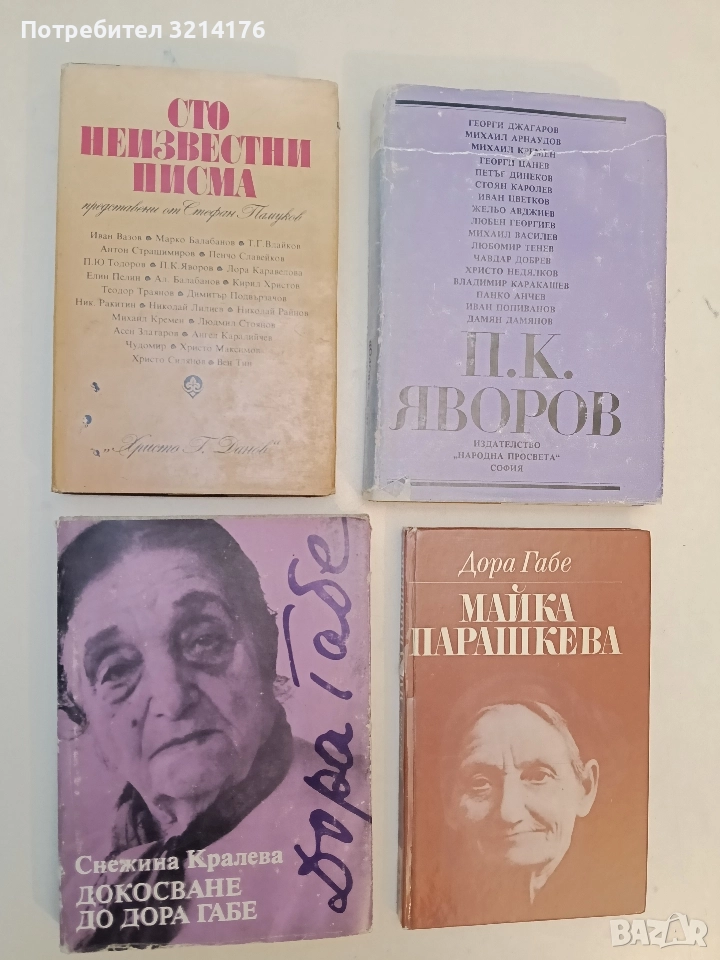 Потребител 3214176
СТО
НЕИЗВЕСТНИ
ПИСМА
представени от Стефан Памуков
Иван Вазов • Марко Балабанов • Т.Г. Влайков
Антон Страшимиров • Пенчо Славейков
П.Ю. Тодоров • П.К. Яворов • Лора Каравелова
Елин Пелин • Ал. Балабанов • Кирил Христов
Теодор Траянов • Димитър Подвързачов
Ник. Ракитин • Николай Лилиев • Николай Райнов
Михаил Кремен • Людмил Стоянов
Асен Златаров • Ангел Каралийчев
Чудомир • Христо Максимов
Христо Силянов • Вен Тин
„Христо Г. Данов“
ГЕОРГИ ДЖАГАРОВ
МИХАИЛ АРНАУДОВ
МИХАИЛ КРЕМЕН
ГЕОРГИ ЦАНЕВ
ПЕТЪР ДИНЕКОВ
СТОЯН КАРОЛЕВ
ИВАН ЦВЕТКОВ
ЖЕЛЬО АВДЖИЕВ
ЛЮБЕН ГЕОРГИЕВ
МИХАИЛ ВАСИЛЕВ
ЛЮБОМИР ТЕНЕВ
ЧАВДАР ДОБРЕВ
ХРИСТО НЕДЯЛКОВ
ВЛАДИМИР КАРАКАШЕВ
ПАНКО АНЧЕВ
ИВАН ПОПИВАНОВ
ДАМЯН ДАМЯНОВ
П.К.
ЯВОРОВ
ИЗДАТЕЛСТВО
„НАРОДНА ПРОСВЕТА“
СОФИЯ
Дора Габе
Снежина Кралева
ДОКОСВАНЕ
ДО ДОРА ГАБЕ
Дора Габе
МАЙКА
ПАРАШКЕВА
BAZAR